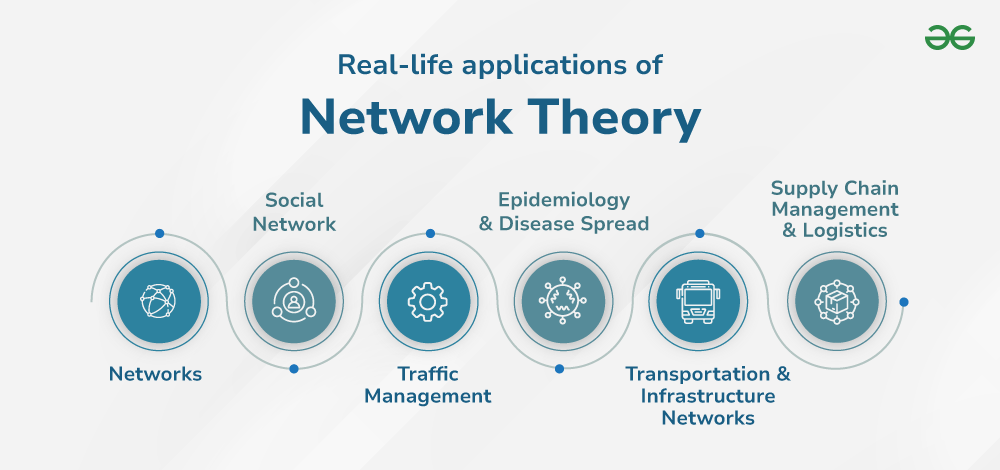 Real-life applications of
Network Theory
Networks
Social
Network
Traffic
Management
Epidemiology
& Disease Spread
Transportation &
Infrastructure
Networks
Supply Chain
Management
& Logistics